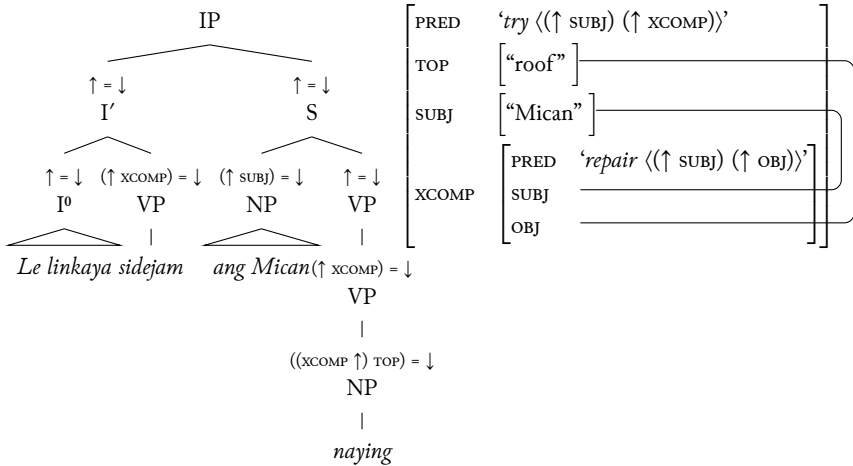 IP
↑ = ↓ ↑ = ↓
I′ S
↑ = ↓ (↑ XCOMP) = ↓ (↑ SUBJ) = ↓ ↑ = ↓
I⁰ VP NP VP
Le linkaya sidejam ang Mican (↑ XCOMP) = ↓
VP
((XCOMP ↑) TOP) = ↓
NP
naying
PRED ‘try ⟨(↑ SUBJ) (↑ XCOMP)⟩’
TOP [“roof”]
SUBJ [“Mican”]
XCOMP
PRED ‘repair ⟨(↑ SUBJ) (↑ OBJ)⟩’
SUBJ
OBJ